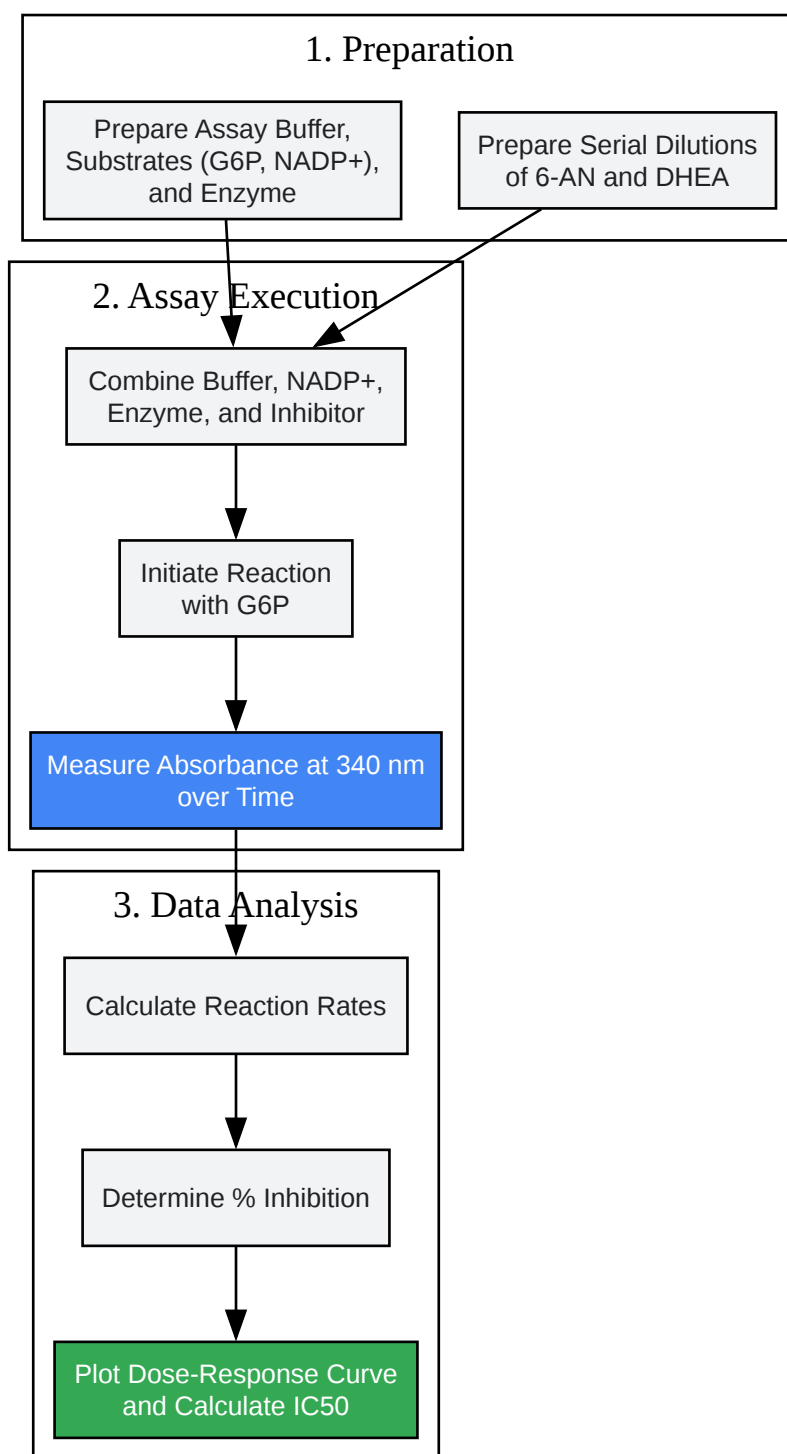 1. Preparation
Prepare Assay Buffer,
Substrates (G6P, NADP+),
and Enzyme
Prepare Serial Dilutions
of 6-AN and DHEA
2. Assay Execution
Combine Buffer, NADP+,
Enzyme, and Inhibitor
Initiate Reaction
with G6P
Measure Absorbance at 340 nm
over Time
3. Data Analysis
Calculate Reaction Rates
Determine % Inhibition
Plot Dose-Response Curve
and Calculate IC50